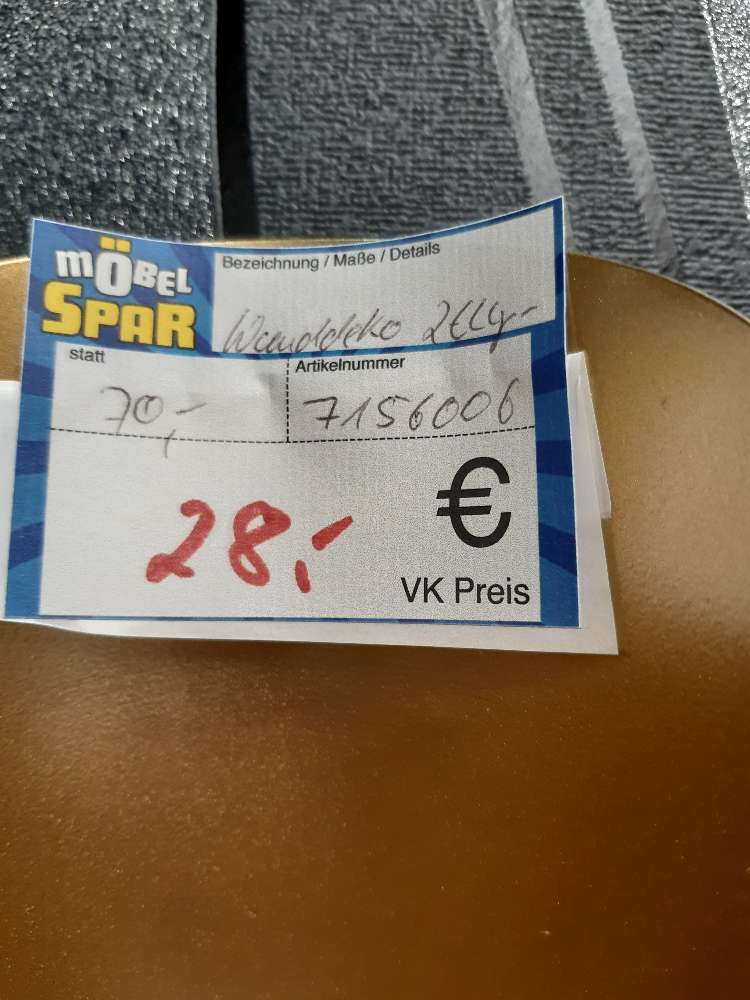 MÖBEL
SPAR
Bezeichnung / Maße / Details
Wanddeko
statt
Artikelnummer
70,-
7156006
28,-
€
VK Preis